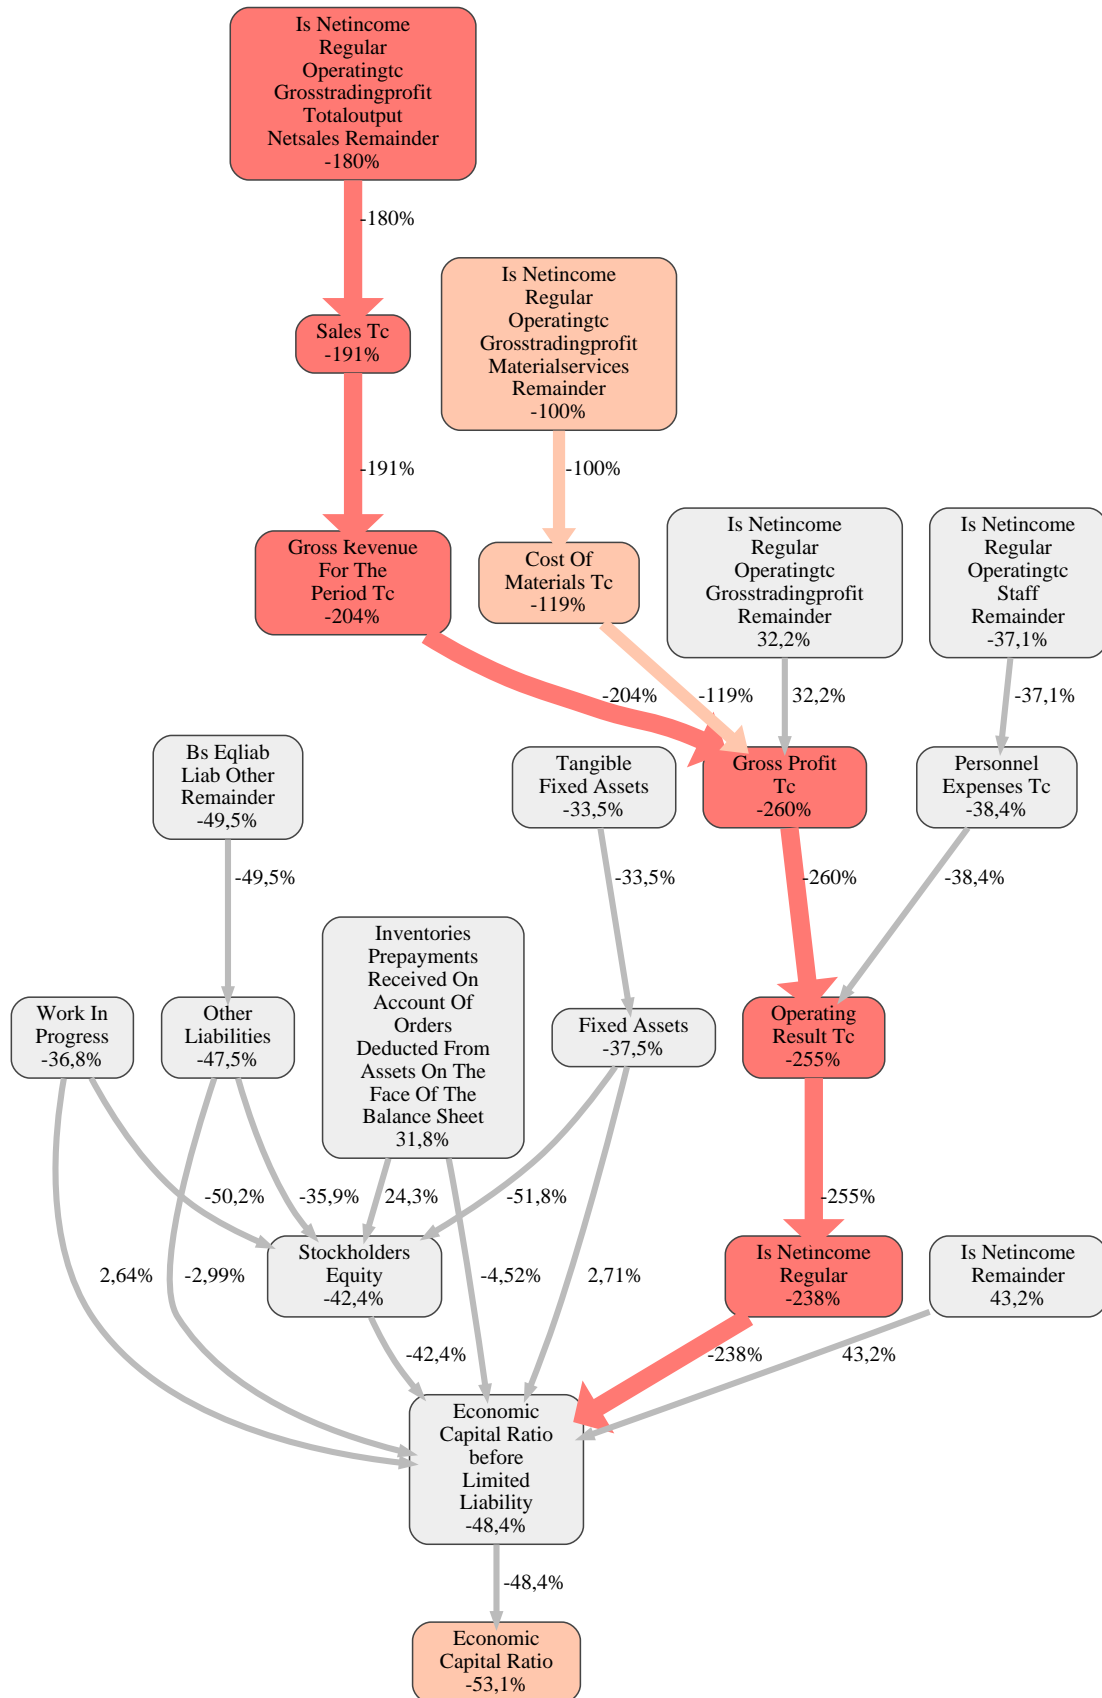 Is Netincome
Regular
Operatingtc
Grosstradingprofit
Totaloutput
Netsales Remainder
-180%
-180%
Sales Tc
-191%
Is Netincome
Regular
Operatingtc
Grosstradingprofit
Materialservices
Remainder
-100%
-191%
-100%
Gross Revenue
For The
Period Tc
-204%
Cost Of
Materials Tc
-119%
Is Netincome
Regular
Operatingtc
Grosstradingprofit
Remainder
32,2%
Is Netincome
Regular
Operatingtc
Staff
Remainder
-37,1%
-204%
-119%
32,2%
-37,1%
Bs Eqliab
Liab Other
Remainder
-49,5%
Tangible
Fixed Assets
-33,5%
Gross Profit
Tc
-260%
Personnel
Expenses Tc
-38,4%
-49,5%
-33,5%
-260%
-38,4%
Work In
Progress
-36,8%
Other
Liabilities
-47,5%
Inventories
Prepayments
Received On
Account Of
Orders
Deducted From
Assets On The
Face Of The
Balance Sheet
31,8%
Fixed Assets
-37,5%
Operating
Result Tc
-255%
-50,2%
-35,9%
24,3%
-51,8%
-255%
Stockholders
Equity
-42,4%
Is Netincome
Regular
-238%
Is Netincome
Remainder
43,2%
2,64%
-2,99%
-4,52%
2,71%
-42,4%
-238%
43,2%
Economic
Capital Ratio
before
Limited
Liability
-48,4%
-48,4%
Economic
Capital Ratio
-53,1%